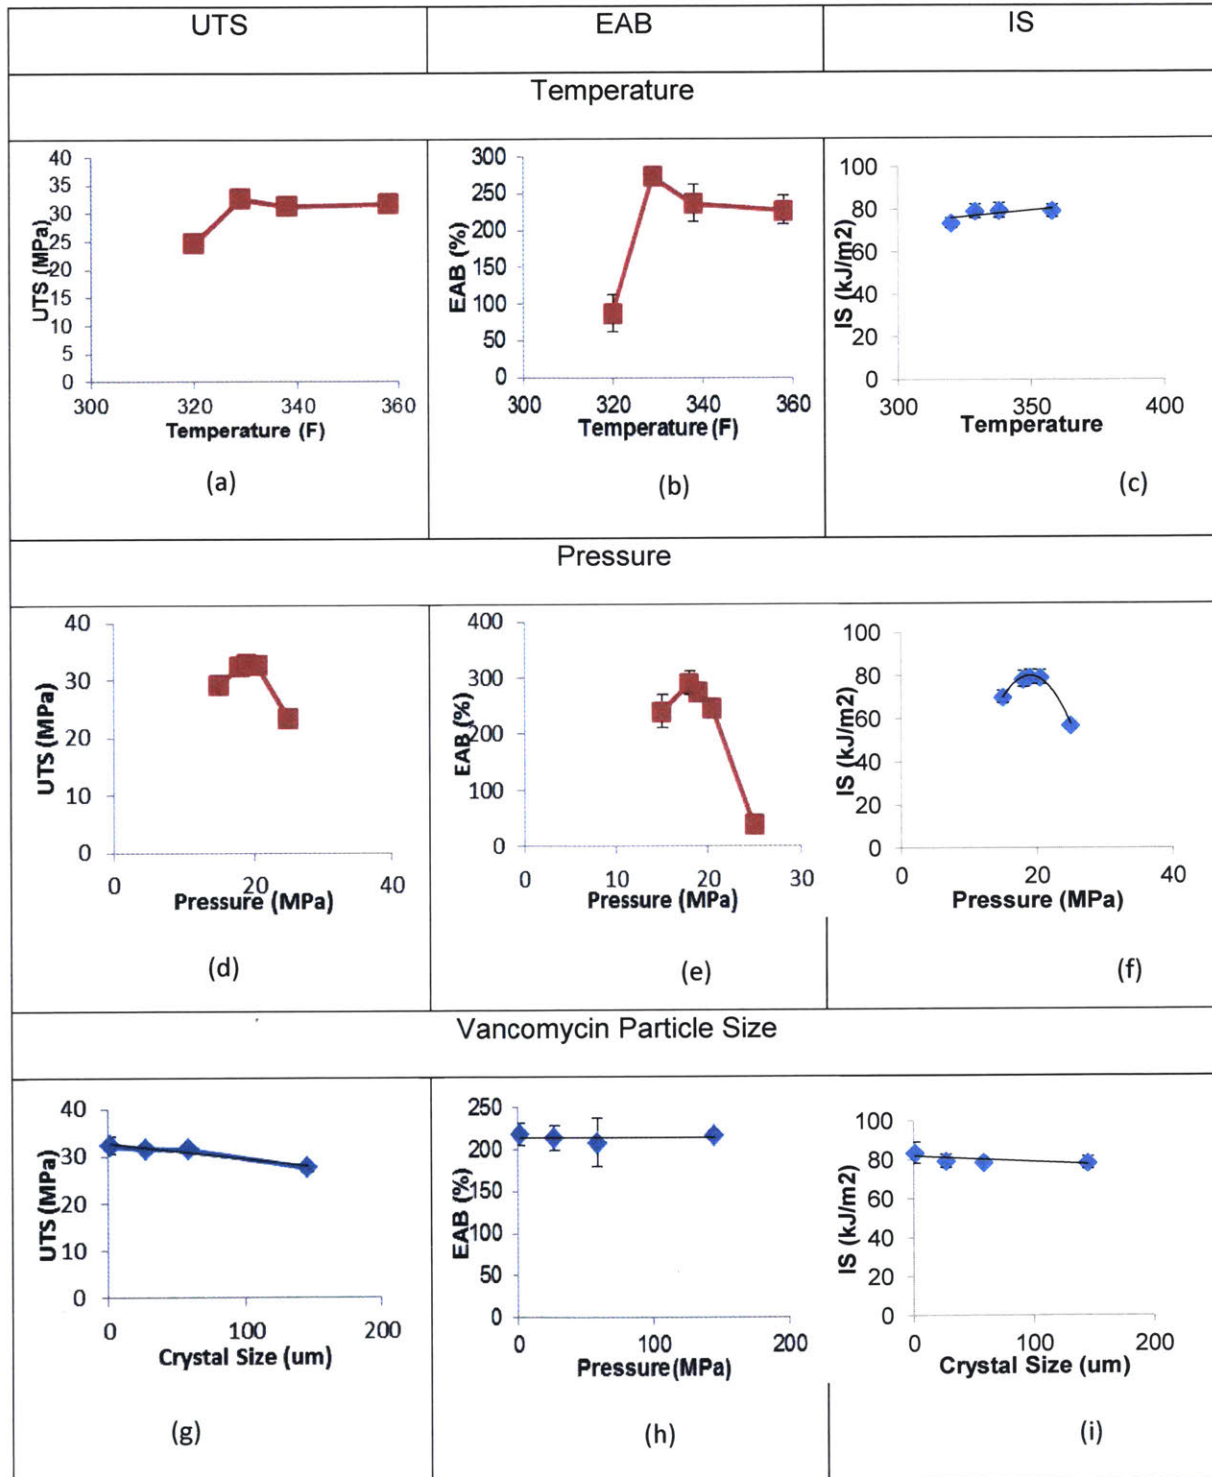 UTS EAB IS
Temperature
40
35
30
25
20
15
10
5
0
300 320 340 360
UTS (MPa)
Temperature (F)
(a)
300
250
200
150
100
50
0
300 320 340 360
EAB (%)
Temperature (F)
(b)
100
80
60
40
20
0
300 350 400
IS (kJ/m2)
Temperature
(c)
Pressure
40
30
20
10
0
0 20 40
UTS (MPa)
Pressure (MPa)
(d)
400
300
200
100
0
0 10 20 30
EAB (%)
Pressure (MPa)
(e)
100
80
60
40
20
0
0 20 40
IS (kJ/m2)
Pressure (MPa)
(f)
Vancomycin Particle Size
40
30
20
10
0
0 100 200
UTS (MPa)
Crystal Size (um)
(g)
250
200
150
100
50
0
0 100 200
EAB (%)
Pressure (MPa)
(h)
100
80
60
40
20
0
0 100 200
IS (kJ/m2)
Crystal Size (um)
(i)